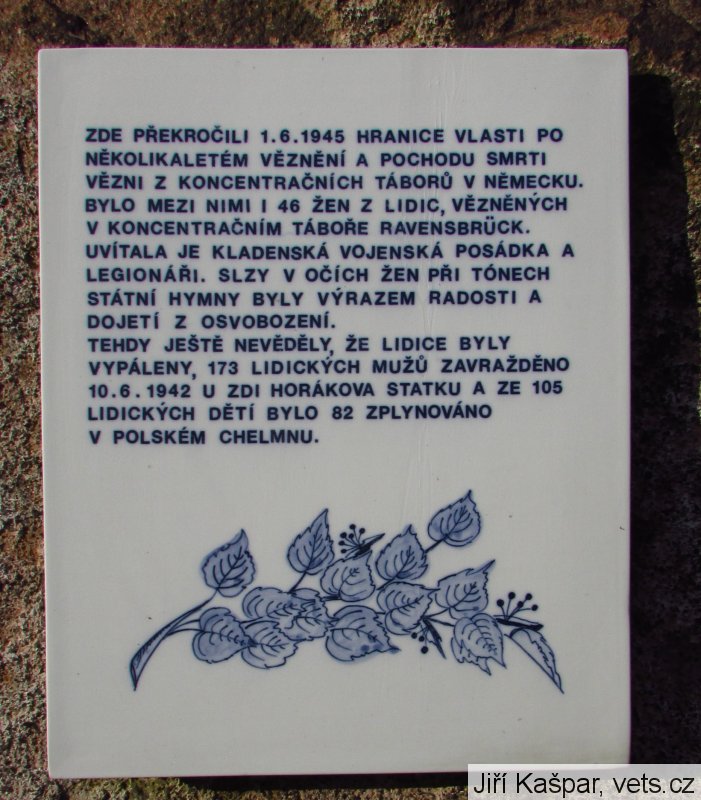 ZDE PŘEKROČILI 1.6.1945 HRANICE VLASTI PO
NĚKOLIKALETÉM VĚZNĚNÍ A POCHODU SMRTI
VĚZNI Z KONCENTRAČNÍCH TÁBORŮ V NĚMECKU.
BYLO MEZI NIMI I 46 ŽEN Z LIDIC, VĚZNĚNÝCH
V KONCENTRAČNÍM TÁBOŘE RAVENSBRÜCK.
UVÍTALA JE KLADENSKÁ VOJENSKÁ POSÁDKA A
LEGIONÁŘI. SLZY V OČÍCH ŽEN PŘI TÓNECH
STÁTNÍ HYMNY BYLY VÝRAZEM RADOSTI A
DOJETÍ Z OSVOBOZENÍ.
TEHDY JEŠTĚ NEVĚDĚLY, ŽE LIDICE BYLY
VYPÁLENY, 173 LIDICKÝCH MUŽŮ ZAVRAŽDĚNO
10.6.1942 U ZDI HORÁKOVA STATKU A ZE 105
LIDICKÝCH DĚTÍ BYLO 82 ZPLYNOVÁNO
V POLSKÉM CHELMNU.
Jiří Kašpar, vets.cz